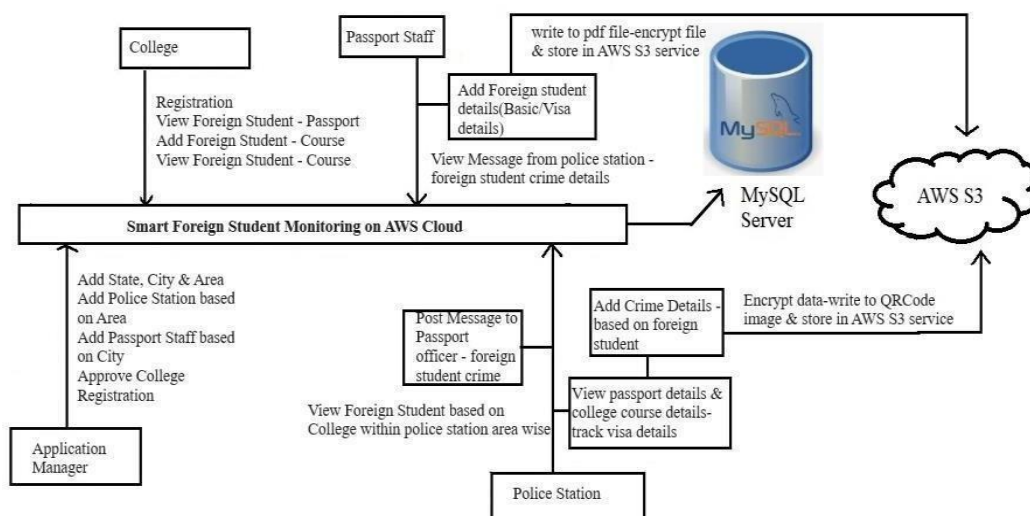 College
Passport Staff
write to pdf file-encrypt file
& store in AWS S3 service
Registration
View Foreign Student - Passport
Add Foreign Student - Course
View Foreign Student - Course
Add Foreign student
details(Basic/Visa
details)
View Message from police station -
foreign student crime details
MySQL
MySQL
Server
AWS S3
Smart Foreign Student Monitoring on AWS Cloud
Add State, City & Area
Add Police Station based
on Area
Add Passport Staff based
on City
Approve College
Registration
Post Message to
Passport
officer - foreign
student crime
Add Crime Details -
based on foreign
student
Encrypt data-write to QRCode
image & store in AWS S3 service
View Foreign Student based on
College within police station area wise
View passport details &
college course details-
track visa details
Application
Manager
Police Station